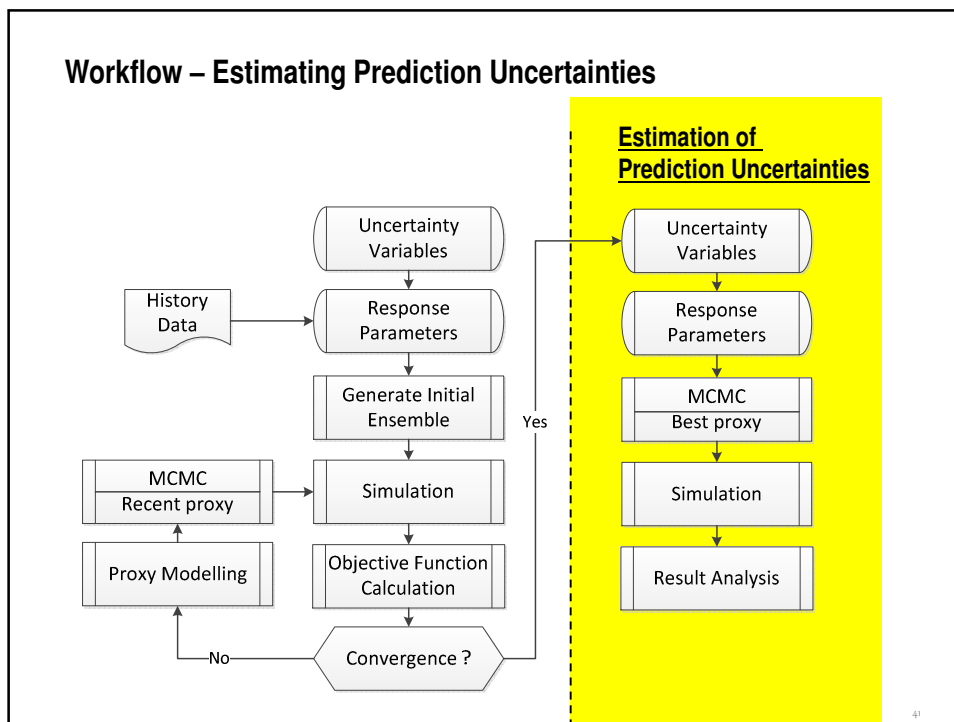 Workflow – Estimating Prediction Uncertainties
Estimation of
Prediction Uncertainties
Uncertainty
Variables
History
Data
Response
Parameters
Generate Initial
Ensemble
MCMC
Recent proxy
Simulation
Proxy Modelling
Objective Function
Calculation
No
Convergence ?
Yes
Uncertainty
Variables
Response
Parameters
MCMC
Best proxy
Simulation
Result Analysis
41